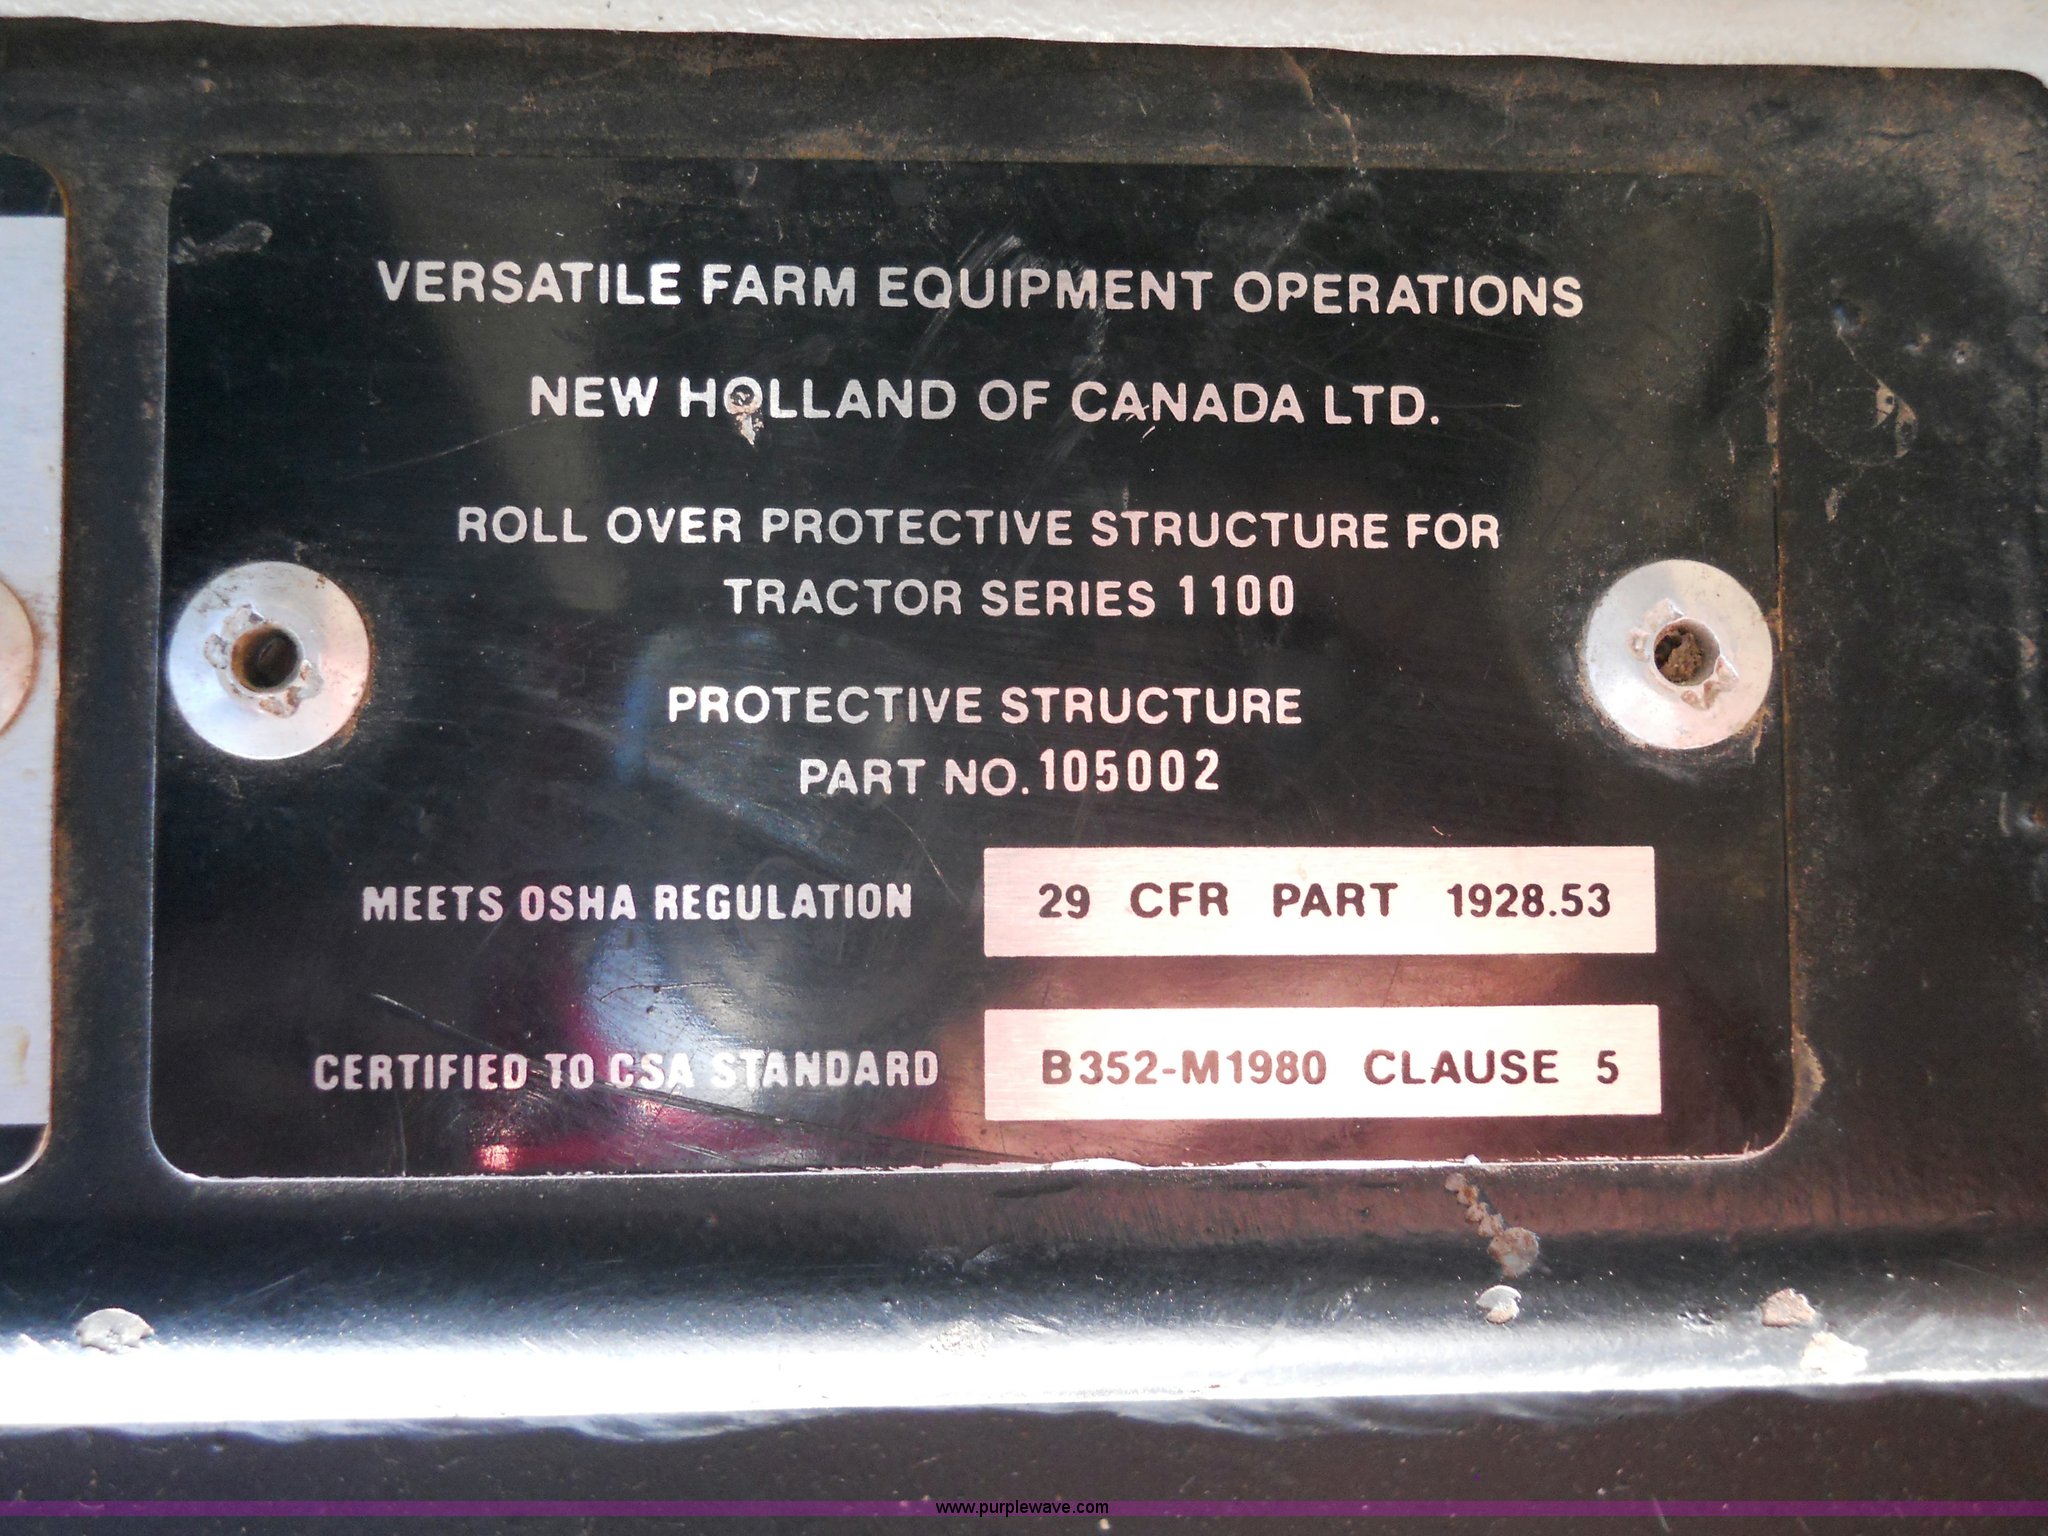 VERSATILE FARM EQUIPMENT OPERATIONS
NEW HOLLAND OF CANADA LTD.
ROLL OVER PROTECTIVE STRUCTURE FOR
TRACTOR SERIES 1100
PROTECTIVE STRUCTURE
PART NO. 105002
MEETS OSHA REGULATION 29 CFR PART 1928.53
CERTIFIED TO CSA STANDARD B352-M1980 CLAUSE 5
www.purplewave.com